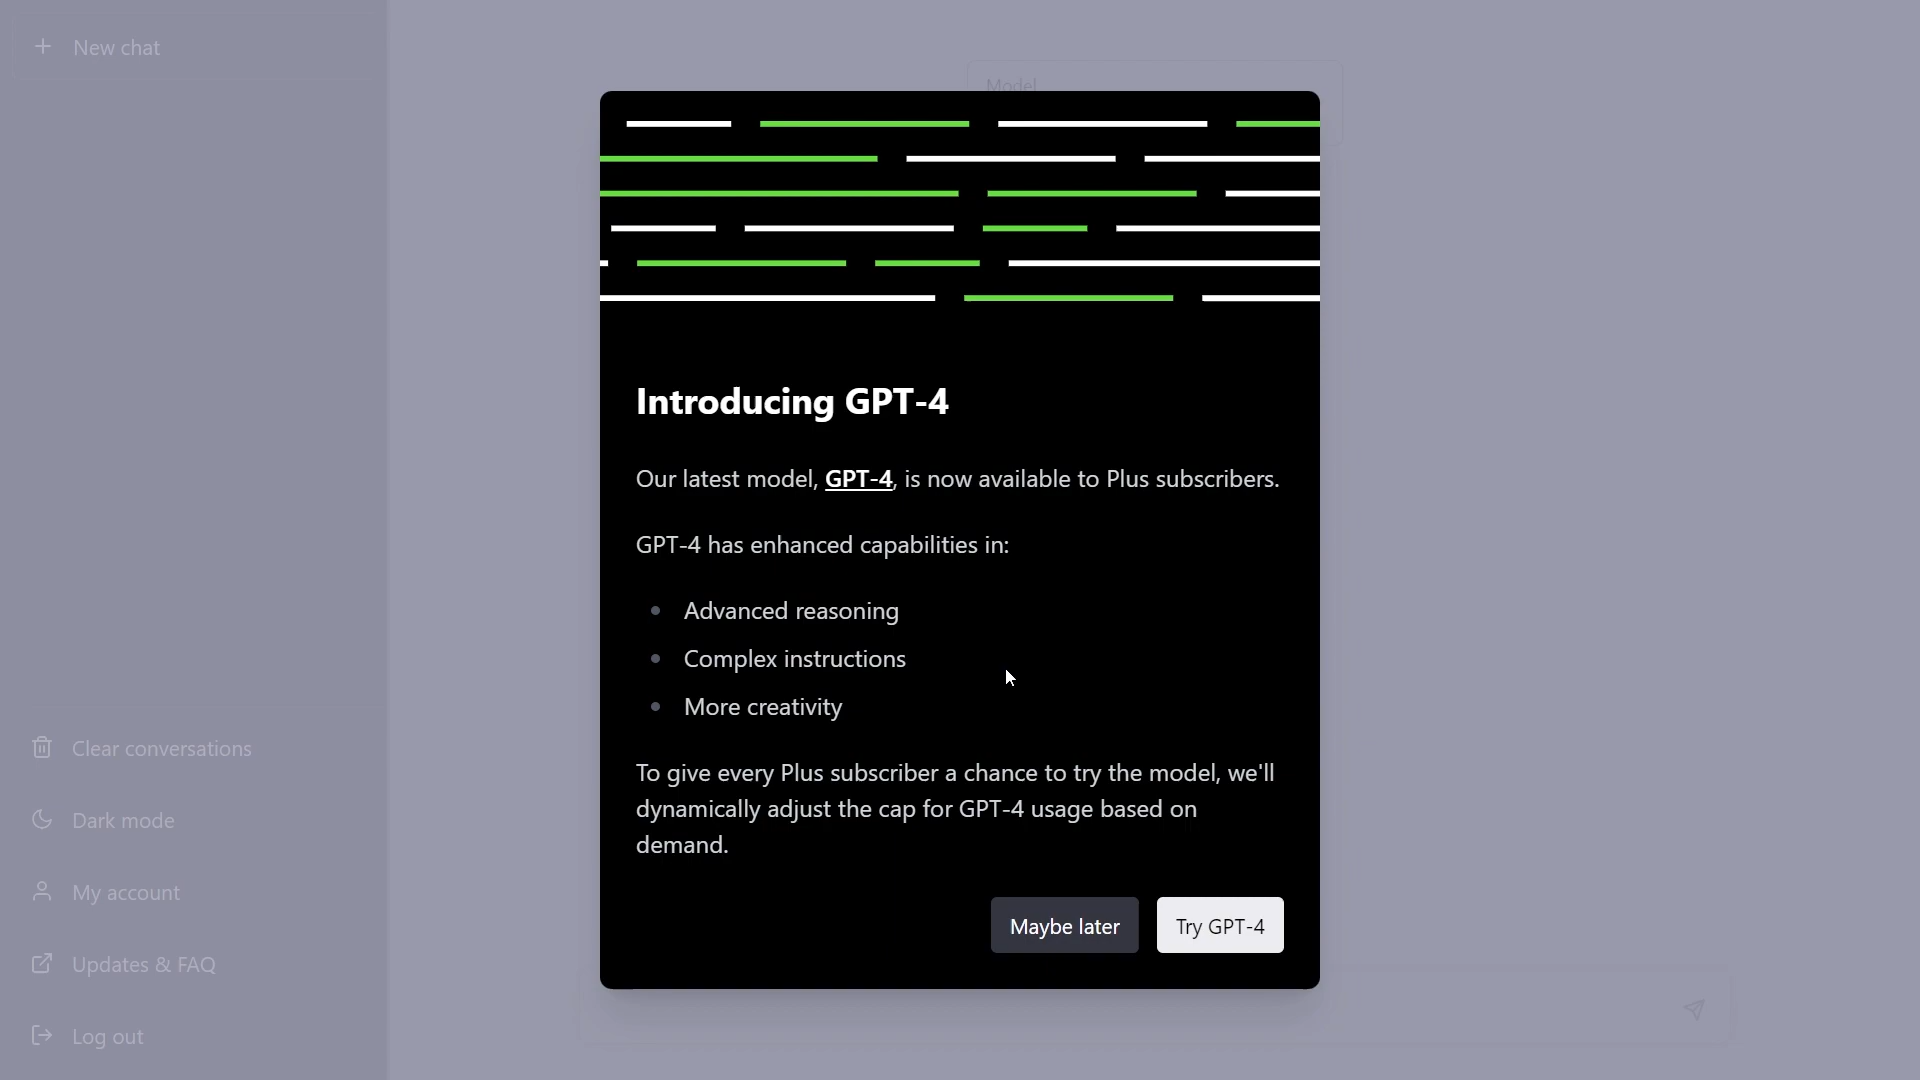 New chat
Model
Introducing GPT-4
Our latest model, GPT-4, is now available to Plus subscribers.
GPT-4 has enhanced capabilities in:
Advanced reasoning
Complex instructions
More creativity
To give every Plus subscriber a chance to try the model, we'll
dynamically adjust the cap for GPT-4 usage based on
demand.
Maybe later
Try GPT-4
Clear conversations
Dark mode
My account
Updates & FAQ
Log out